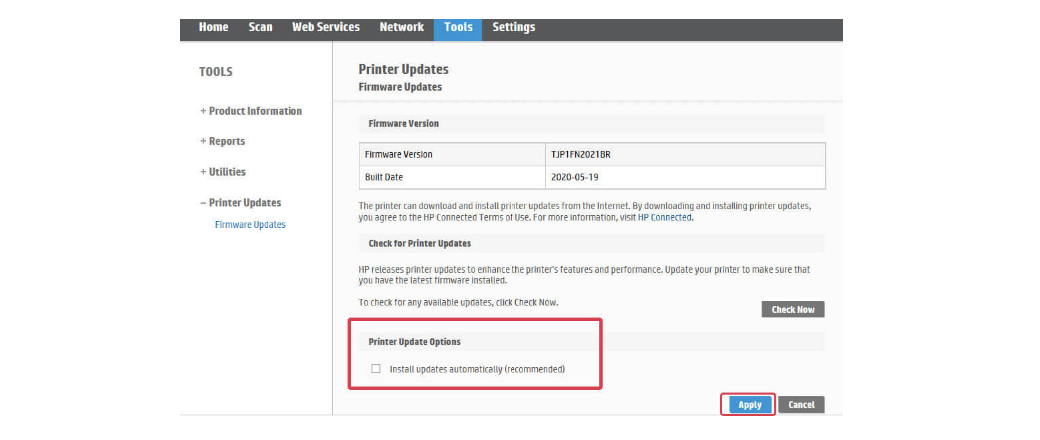 Home Scan Web Services Network Tools Settings
TOOLS
+ Product Information
+ Reports
+ Utilities
– Printer Updates
Firmware Updates
Printer Updates
Firmware Updates
Firmware Version
Firmware Version TJP1FN2021BR
Built Date 2020-05-19
The printer can download and install printer updates from the Internet. By downloading and installing printer updates,
you agree to the HP Connected Terms of Use. For more information, visit HP Connected.
Check for Printer Updates
HP releases printer updates to enhance the printer's features and performance. Update your printer to make sure that
you have the latest firmware installed.
To check for any available updates, click Check Now.
Check Now
Printer Update Options
Install updates automatically (recommended)
Apply Cancel